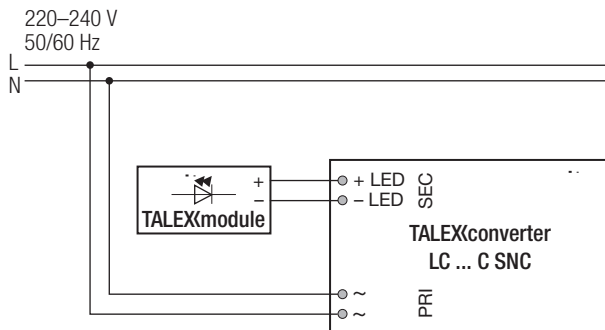 220–240 V
50/60 Hz
L
N
+
−
TALEXmodule
+ LED
− LED
SEC
TALEXconverter
LC ... C SNC
~
~
PRI